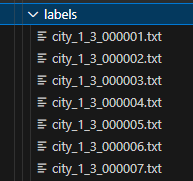 labels
city_1_3_000001.txt
city_1_3_000002.txt
city_1_3_000003.txt
city_1_3_000004.txt
city_1_3_000005.txt
city_1_3_000006.txt
city_1_3_000007.txt